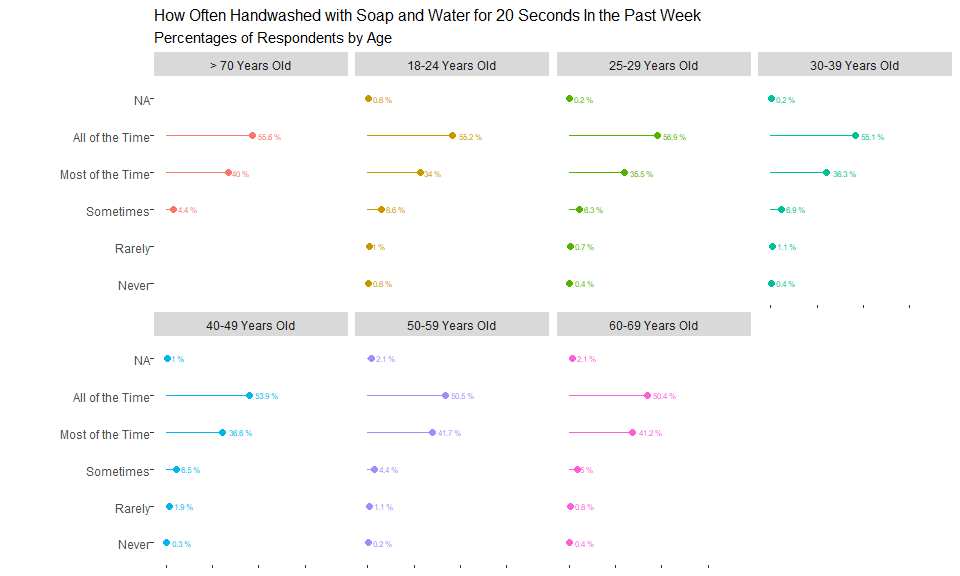 How Often Handwashed with Soap and Water for 20 Seconds In the Past Week
Percentages of Respondents by Age
> 70 Years Old 18-24 Years Old 25-29 Years Old 30-39 Years Old
NA 0.6 % 0.2 % 0.2 %
All of the Time 55.6 % 55.2 % 56.9 % 55.1 %
Most of the Time 40 % 34 % 35.5 % 36.3 %
Sometimes 4.4 % 8.6 % 6.3 % 6.9 %
Rarely 1 % 0.7 % 1.1 %
Never 0.6 % 0.4 % 0.4 %
40-49 Years Old 50-59 Years Old 60-69 Years Old
NA 1 % 2.1 % 2.1 %
All of the Time 53.9 % 50.5 % 50.4 %
Most of the Time 36.6 % 41.7 % 41.2 %
Sometimes 6.5 % 4.4 % 5 %
Rarely 1.9 % 1.1 % 0.8 %
Never 0.3 % 0.2 % 0.4 %